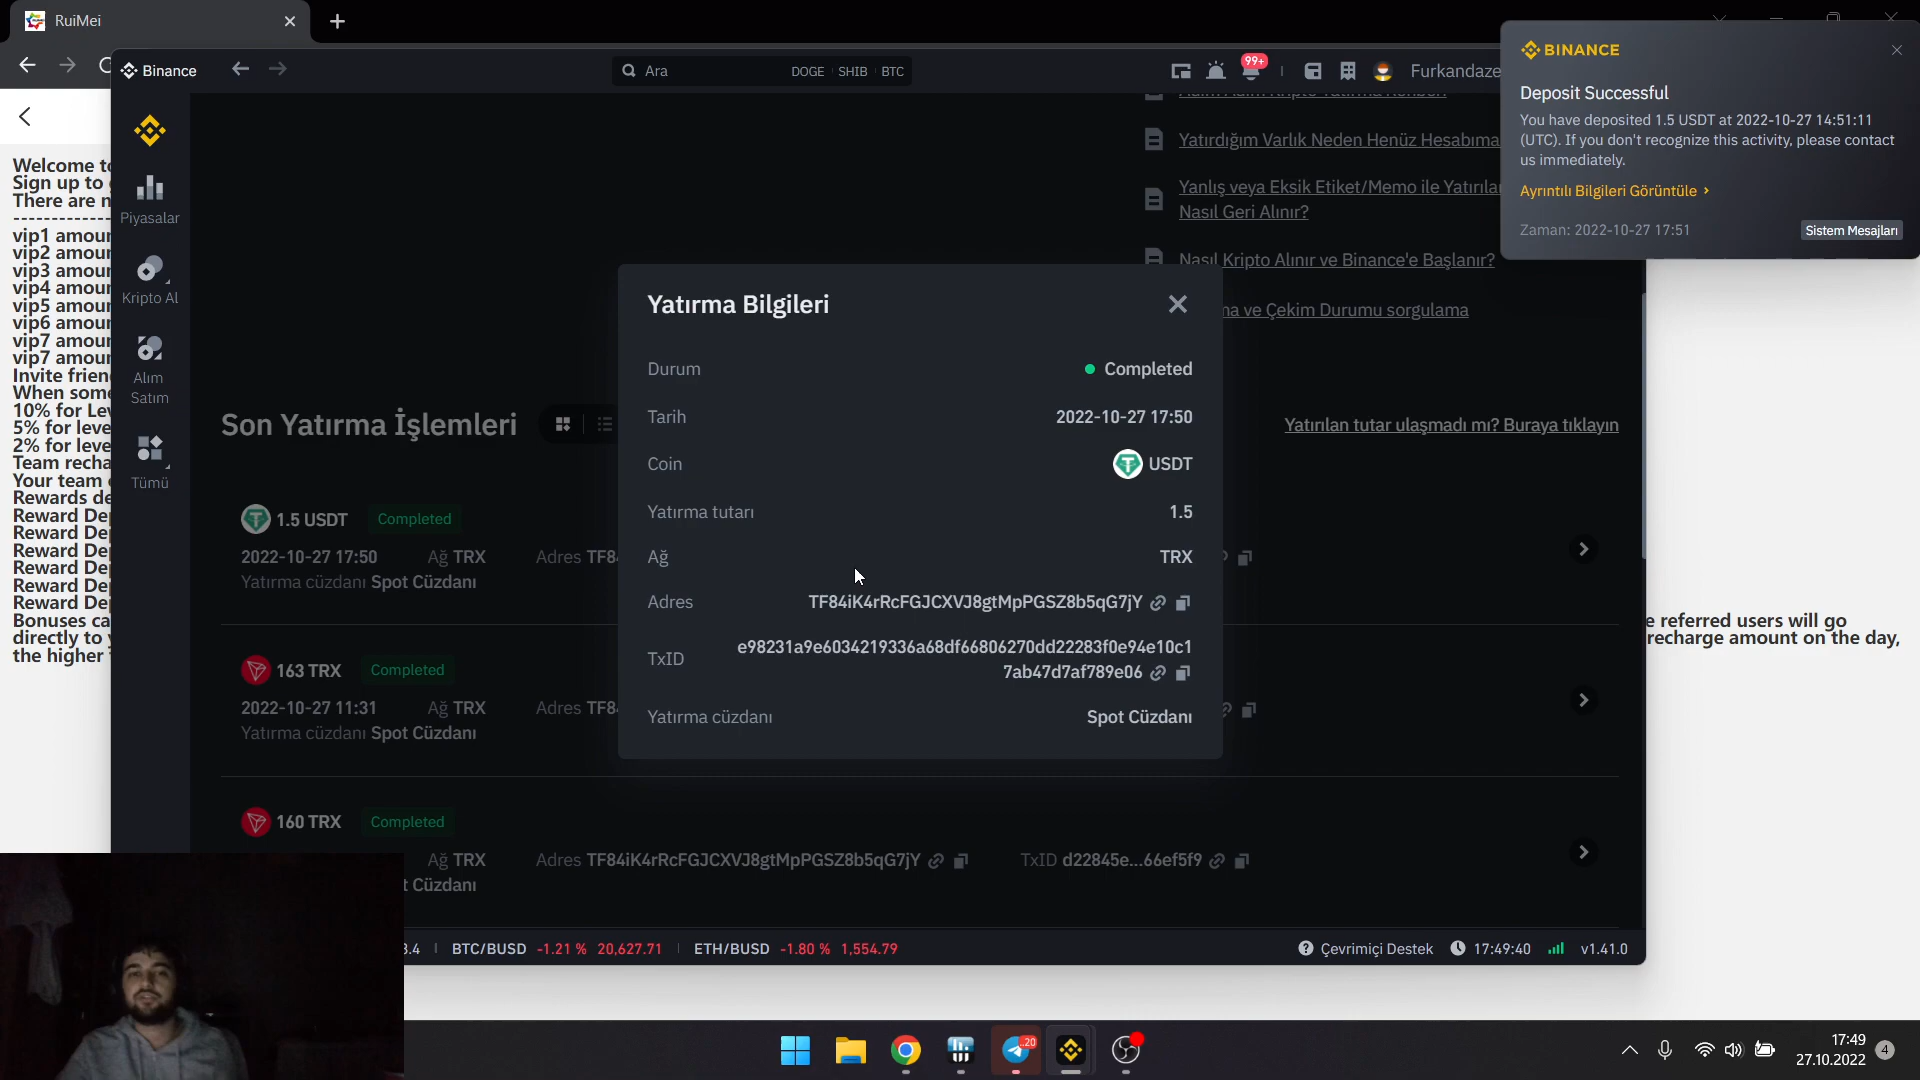 RuiMei
Binance
Ara
DOGE
SHIB
BTC
99+
Furkandaze
Welcome to
Sign up to
There are n
vip1 amour
vip2 amour
vip3 amour
vip4 amour
vip5 amour
vip6 amour
vip7 amour
vip7 amour
Invite frien
When some
10% for Le
5% for leve
2% for leve
Team recha
Your team
Rewards de
Reward De
Reward De
Reward De
Reward De
Reward De
Reward De
Bonuses ca
directly to
the higher
e referred users will go
recharge amount on the day,
Piyasalar
Kripto Al
Alım
Satım
Tümü
Yatırdığım Varlık Neden Henüz Hesabıma
Yanlış veya Eksik Etiket/Memo ile Yatırıla
Nasıl Geri Alınır?
Nasıl Kripto Alınır ve Binance'e Başlanır?
ma ve Çekim Durumu sorgulama
BINANCE
Deposit Successful
You have deposited 1.5 USDT at 2022-10-27 14:51:11
(UTC). If you don't recognize this activity, please contact
us immediately.
Ayrıntılı Bilgileri Görüntüle
Zaman: 2022-10-27 17:51
Sistem Mesajları
Son Yatırma İşlemleri
Yatırılan tutar ulaşmadı mı? Buraya tıklayın
1.5 USDT
Completed
2022-10-27 17:50
Ağ TRX
Adres TF8
Yatırma cüzdanı Spot Cüzdanı
163 TRX
Completed
2022-10-27 11:31
Ağ TRX
Adres TF8
Yatırma cüzdanı Spot Cüzdanı
160 TRX
Completed
Ağ TRX
Adres TF84iK4rRcFGJCXVJ8gtMpPGSZ8b5qG7jY
TxID d22845e...66ef5f9
t Cüzdanı
Yatırma Bilgileri
Durum
Completed
Tarih
2022-10-27 17:50
Coin
USDT
Yatırma tutarı
1.5
Ağ
TRX
Adres
TF84iK4rRcFGJCXVJ8gtMpPGSZ8b5qG7jY
TxID
e98231a9e6034219336a68df66806270dd22283f0e94e10c1
7ab47d7af789e06
Yatırma cüzdanı
Spot Cüzdanı
3.4
BTC/BUSD -1.21 % 20,627.71
ETH/BUSD -1.80 % 1,554.79
Çevrimiçi Destek
17:49:40
v1.41.0
20
17:49
27.10.2022
4